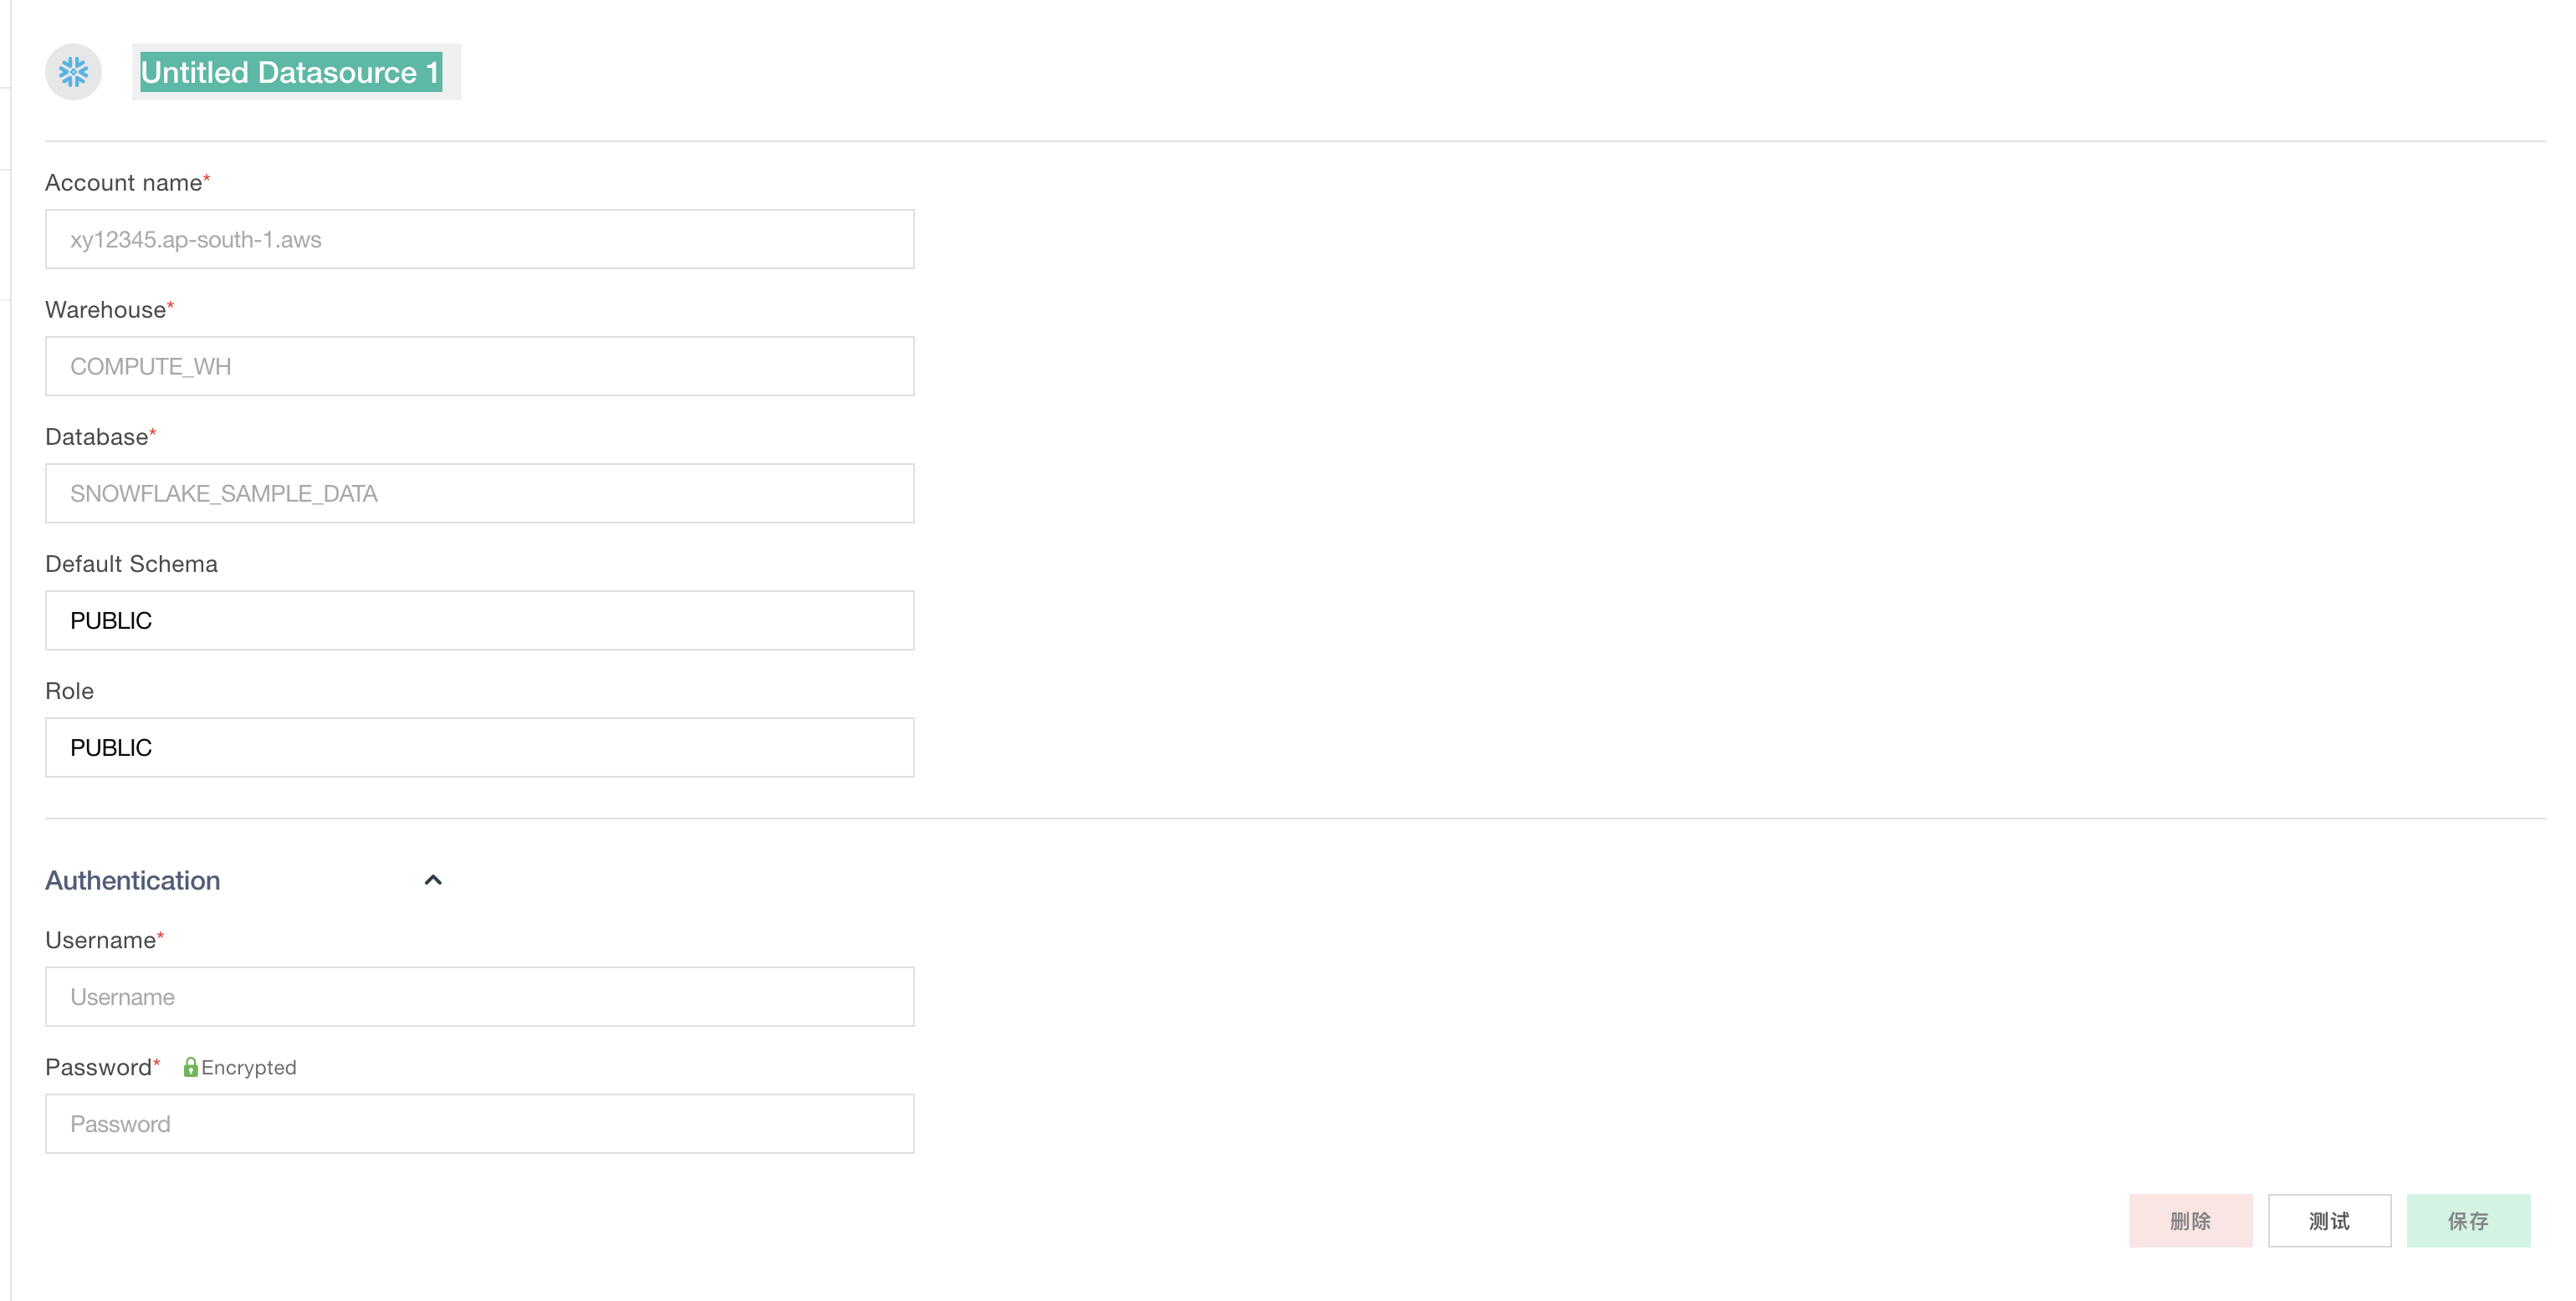 Untitled Datasource 1
Account name*
xy12345.ap-south-1.aws
Warehouse*
COMPUTE_WH
Database*
SNOWFLAKE_SAMPLE_DATA
Default Schema
PUBLIC
Role
PUBLIC
Authentication
Username*
Username
Password* Encrypted
Password
删除 测试 保存